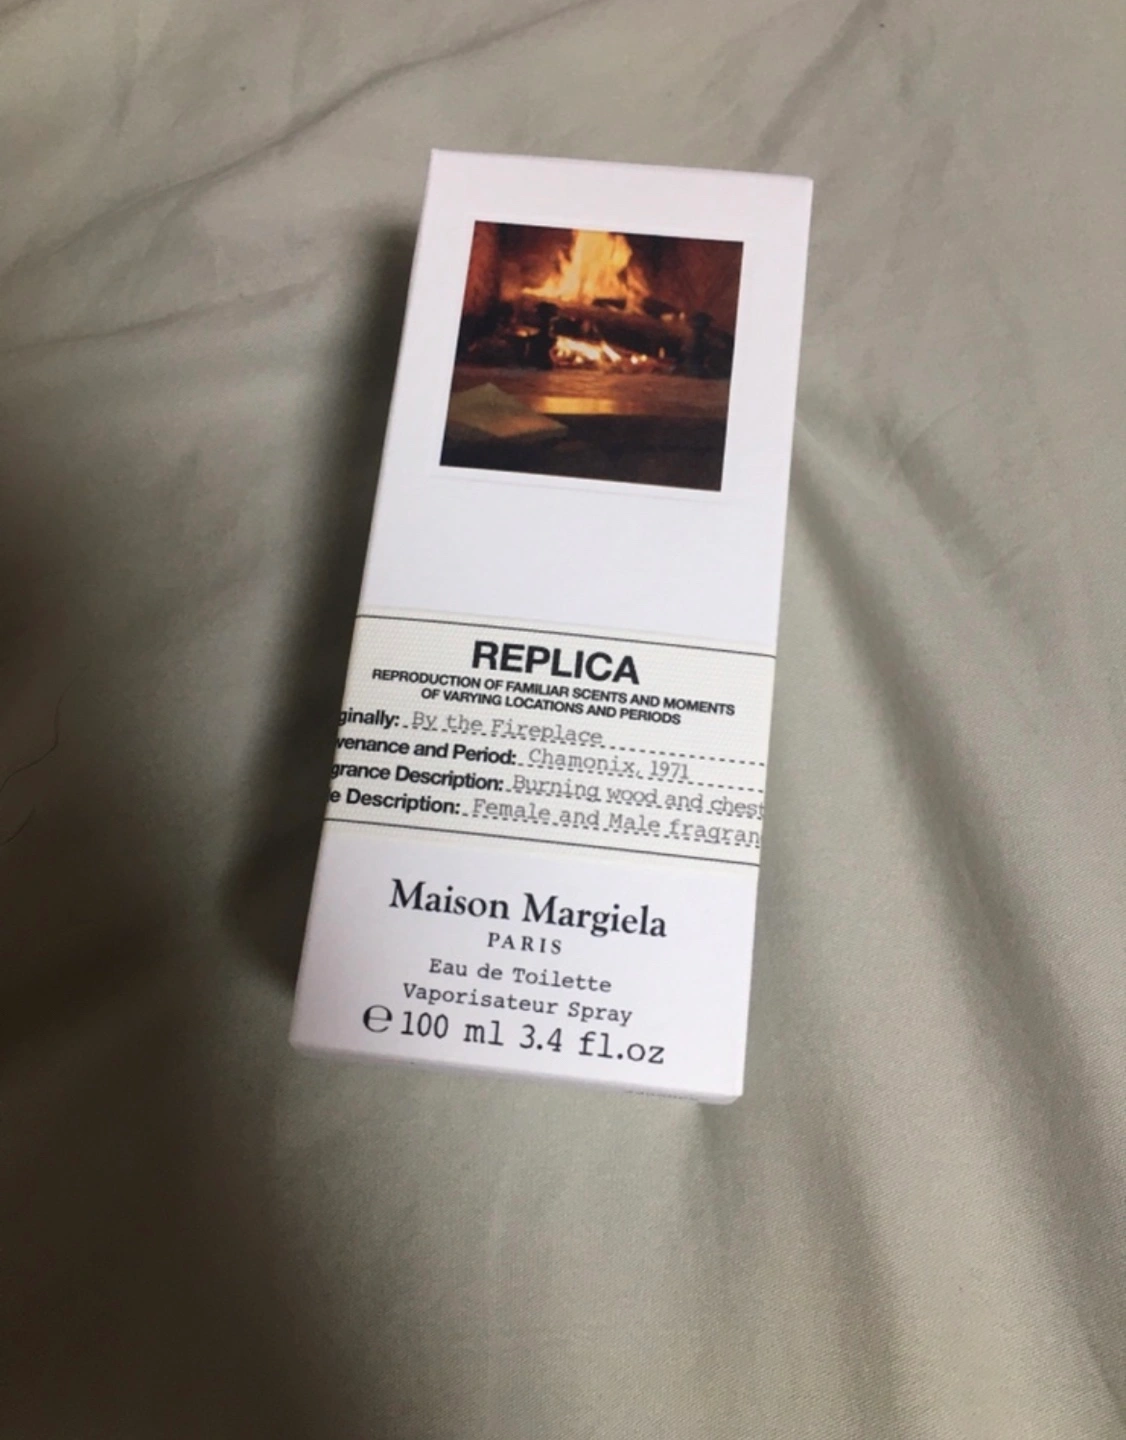 REPLICA
REPRODUCTION OF FAMILIAR SCENTS AND MOMENTS
OF VARYING LOCATIONS AND PERIODS
ginally: By the Fireplace
venance and Period: Chamonix, 1971
grance Description: Burning wood and chest
e Description: Female and Male fragran
Maison Margiela
PARIS
Eau de Toilette
Vaporisateur Spray
℮ 100 ml 3.4 fl.oz